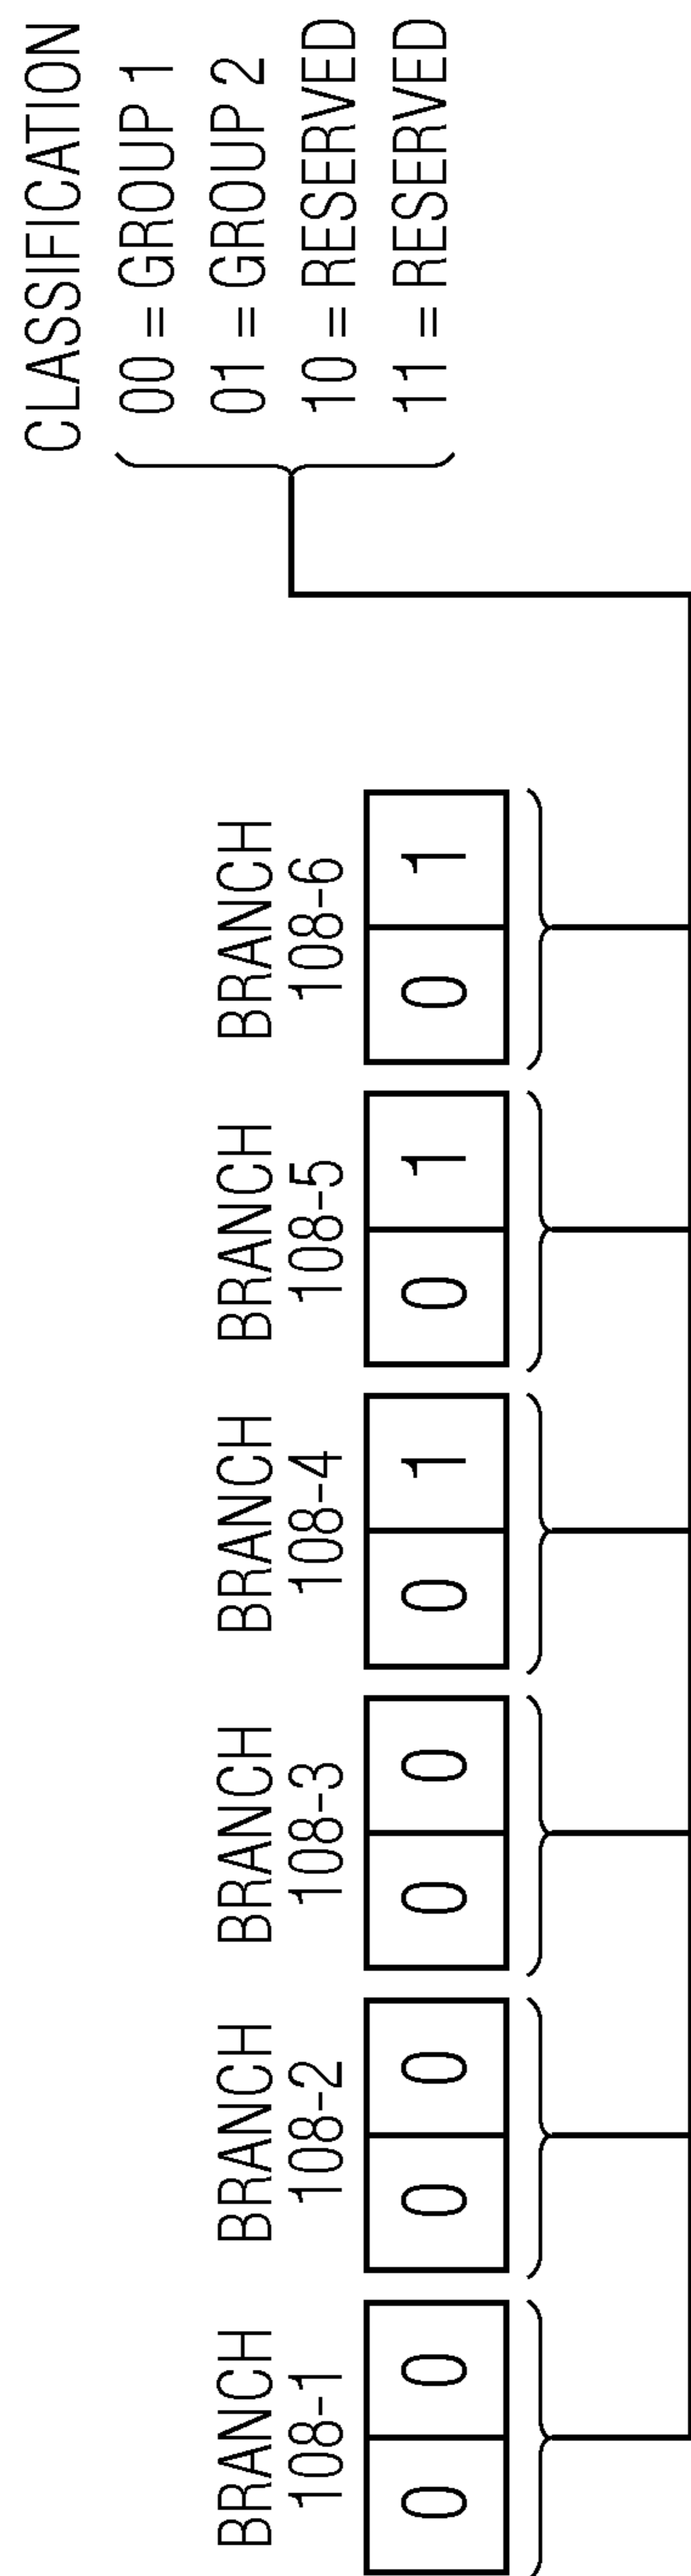 BRANCH BRANCH BRANCH BRANCH BRANCH BRANCH
108-1 108-2 108-3 108-4 108-5 108-6
0 0 0 0 0 0 0 1 0 1 0 1
CLASSIFICATION
00 = GROUP 1
01 = GROUP 2
10 = RESERVED
11 = RESERVED